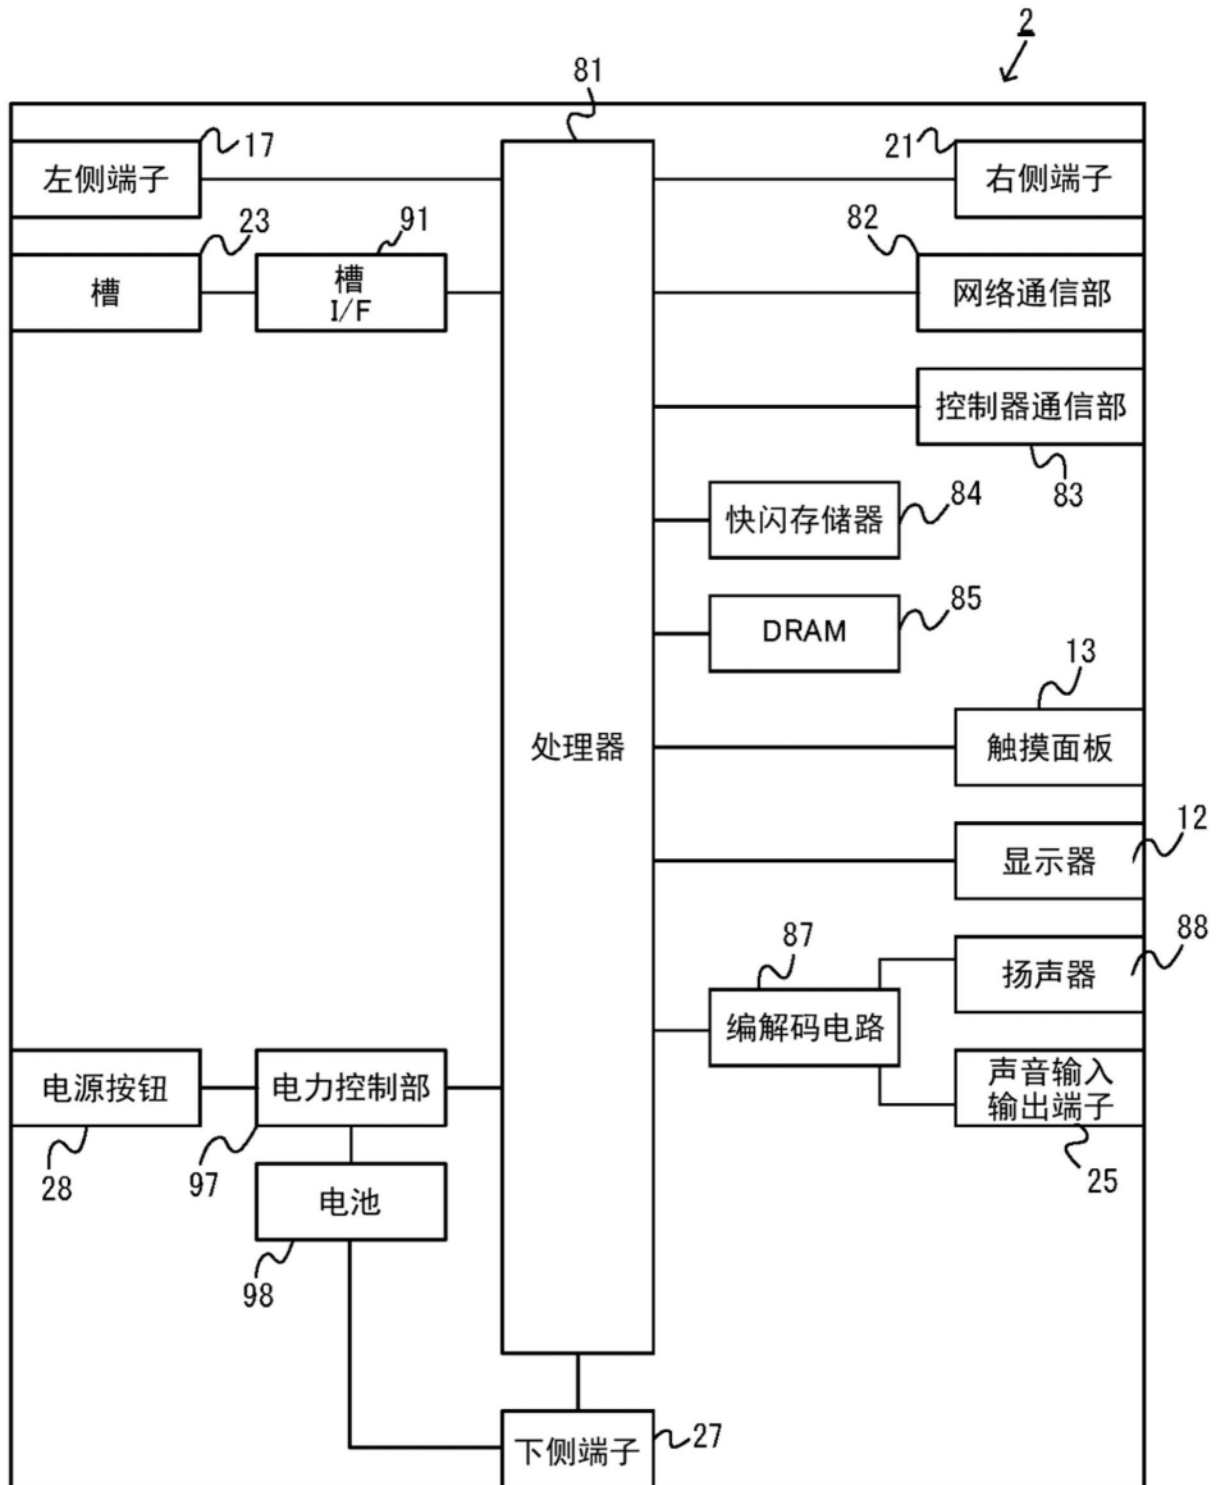 2
81
17
左侧端子
21
右侧端子
23
槽
91
槽
I/F
82
网络通信部
控制器通信部
83
快闪存储器
84
DRAM
85
13
触摸面板
处理器
显示器
12
87
编解码电路
扬声器
88
声音输入
输出端子
25
电源按钮
28
电力控制部
97
电池
98
下侧端子
27